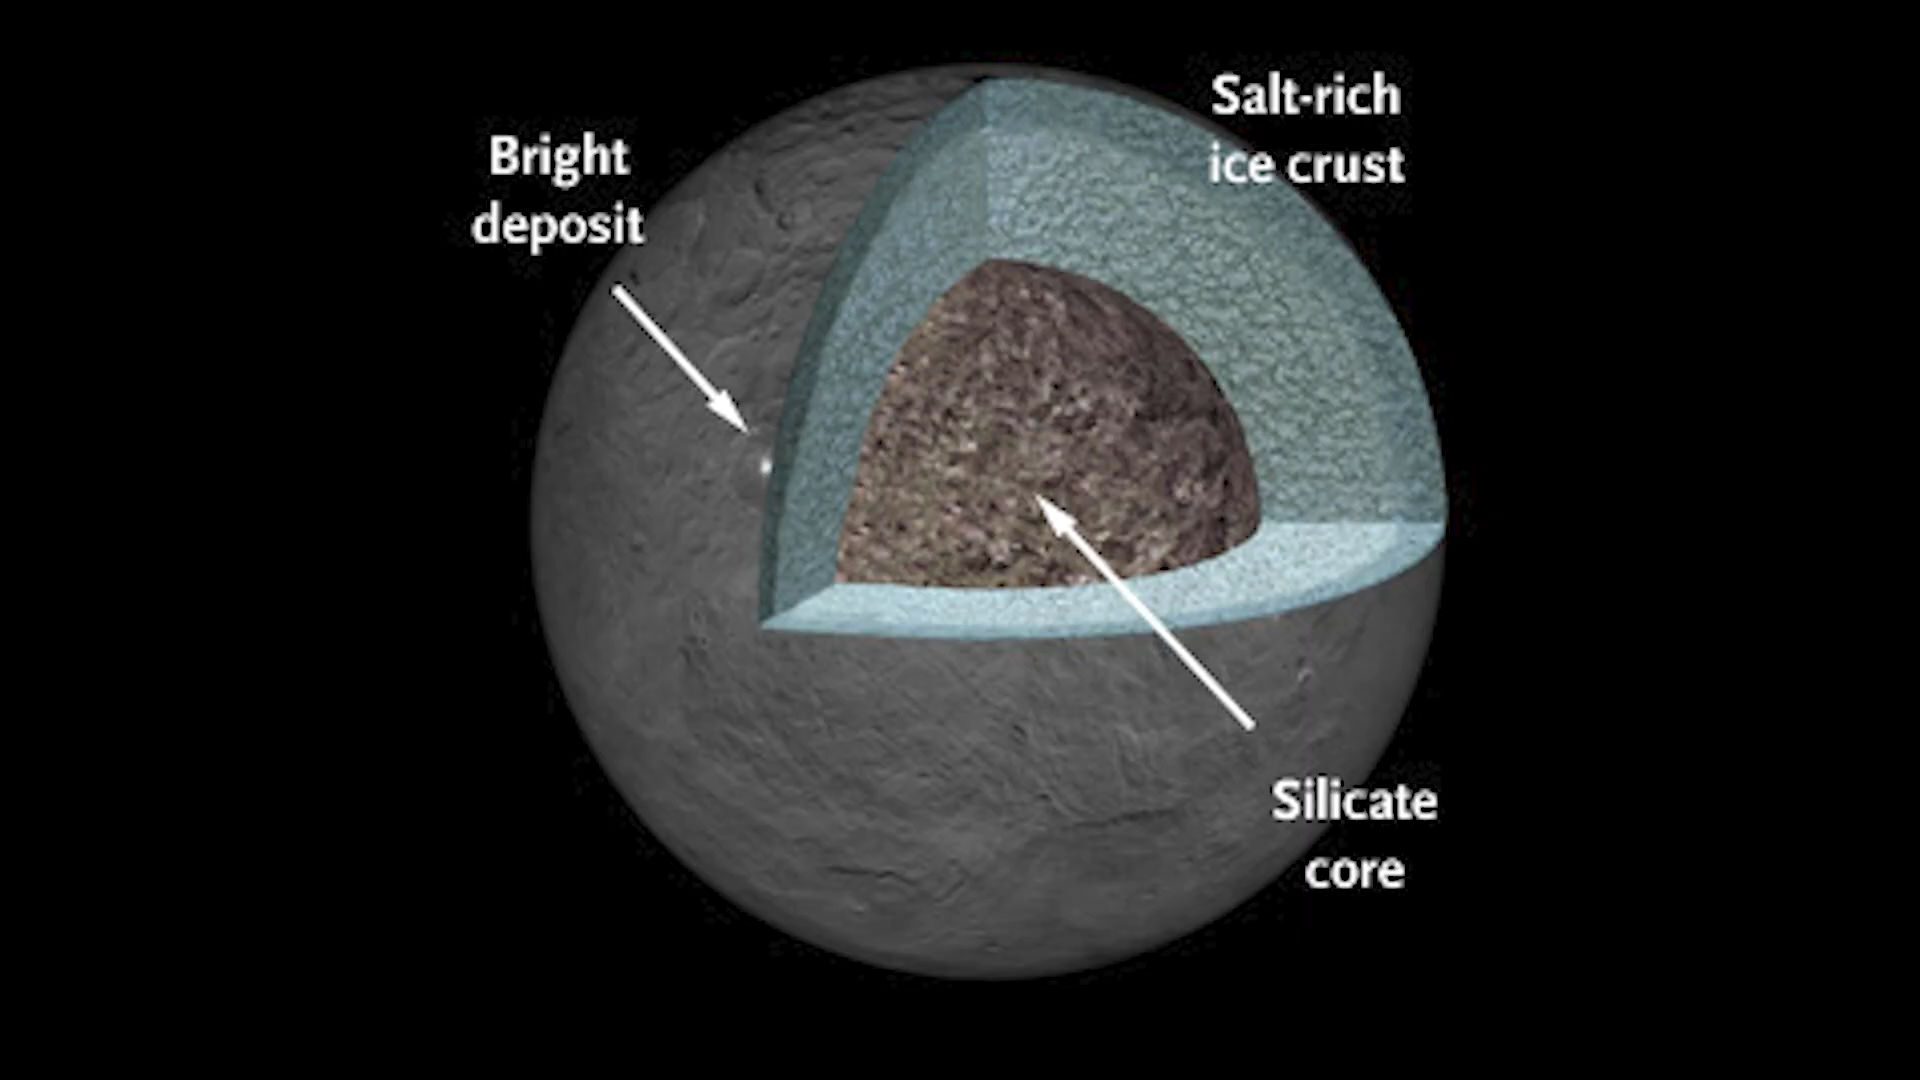 Bright
deposit
Salt-rich
ice crust
Silicate
core